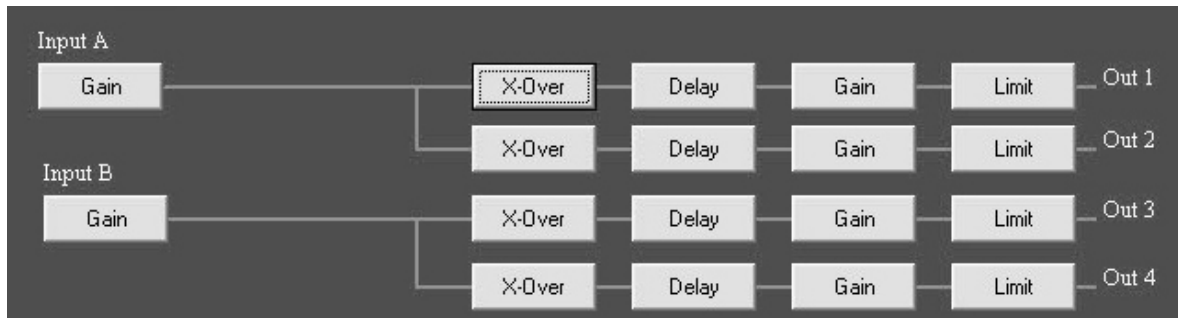 Input A
Gain X-Over Delay Gain Limit Out 1
X-Over Delay Gain Limit Out 2
Input B
Gain X-Over Delay Gain Limit Out 3
X-Over Delay Gain Limit Out 4